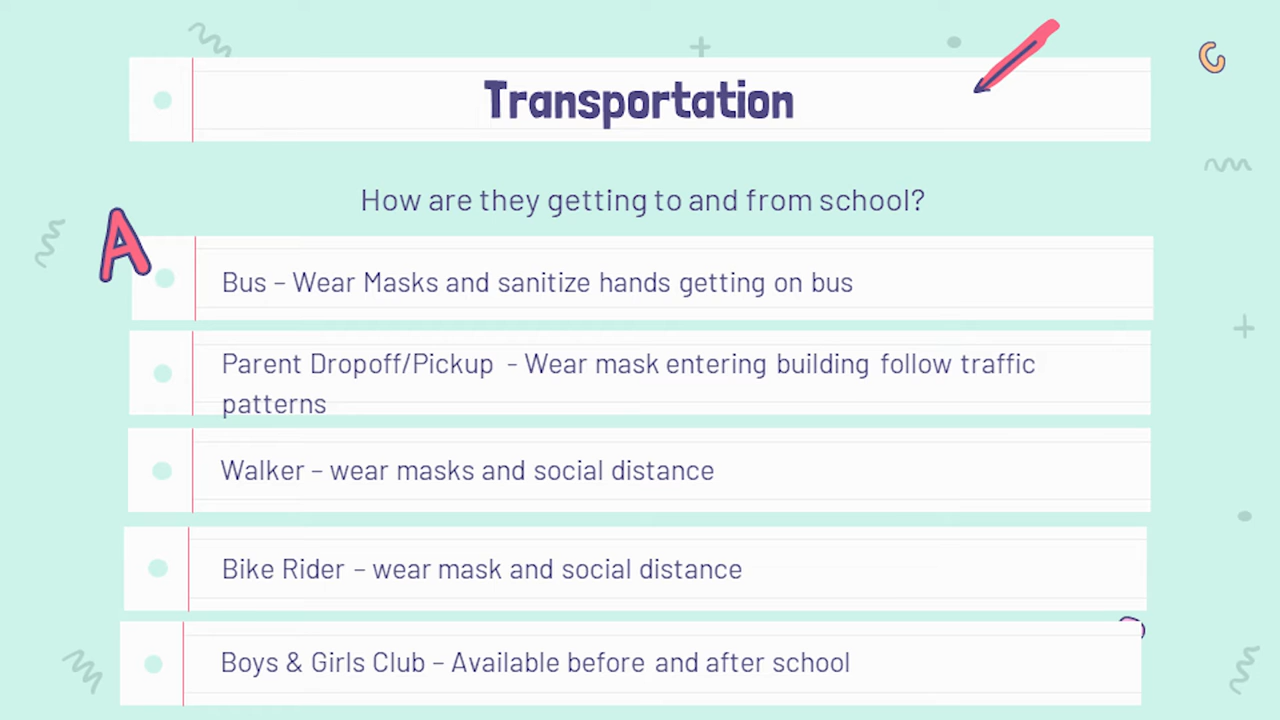 Transportation
How are they getting to and from school?
A
Bus – Wear Masks and sanitize hands getting on bus
Parent Dropoff/Pickup - Wear mask entering building follow traffic
patterns
Walker – wear masks and social distance
Bike Rider – wear mask and social distance
Boys & Girls Club – Available before and after school